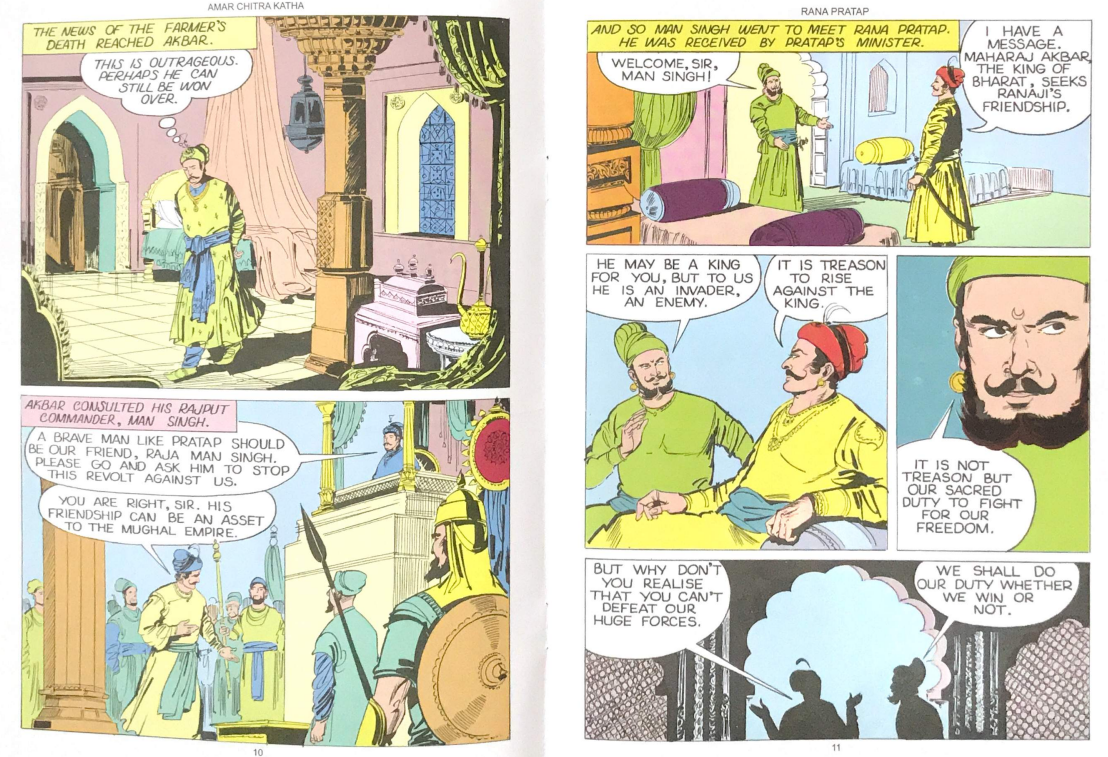 AMAR CHITRA KATHA
THE NEWS OF THE FARMER'S
DEATH REACHED AKBAR.
THIS IS OUTRAGEOUS.
PERHAPS HE CAN
STILL BE WON
OVER.
AKBAR CONSULTED HIS RAJPUT
COMMANDER, MAN SINGH.
A BRAVE MAN LIKE PRATAP SHOULD
BE OUR FRIEND, RAJA MAN SINGH.
PLEASE GO AND ASK HIM TO STOP
THIS REVOLT AGAINST US.
YOU ARE RIGHT, SIR. HIS
FRIENDSHIP CAN BE AN ASSET
TO THE MUGHAL EMPIRE.
10
RANA PRATAP
AND SO MAN SINGH WENT TO MEET RANA PRATAP.
HE WAS RECEIVED BY PRATAP'S MINISTER.
WELCOME, SIR,
MAN SINGH!
I HAVE A
MESSAGE.
MAHARAJ AKBAR,
THE KING OF
BHARAT, SEEKS
RANAJI'S
FRIENDSHIP.
HE MAY BE A KING
FOR YOU, BUT TO US
HE IS AN INVADER,
AN ENEMY.
IT IS TREASON
TO RISE
AGAINST THE
KING.
IT IS NOT
TREASON BUT
OUR SACRED
DUTY TO FIGHT
FOR OUR
FREEDOM.
BUT WHY DON'T
YOU REALISE
THAT YOU CAN'T
DEFEAT OUR
HUGE FORCES.
WE SHALL DO
OUR DUTY WHETHER
WE WIN OR
NOT.
11